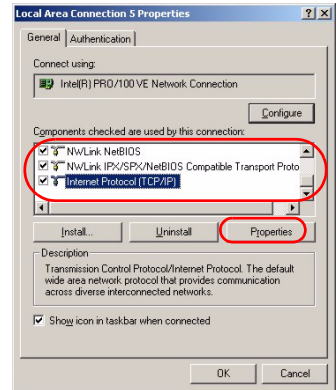 Local Area Connection 5 Properties
General Authentication
Connect using:
Intel(R) PRO/100 VE Network Connection
Configure
Components checked are used by this connection:
NWLink NetBIOS
NWLink IPX/SPX/NetBIOS Compatible Transport Proto
Internet Protocol (TCP/IP)
Install... Uninstall Properties
Description
Transmission Control Protocol/Internet Protocol. The default
wide area network protocol that provides communication
across diverse interconnected networks.
Show icon in taskbar when connected
OK Cancel